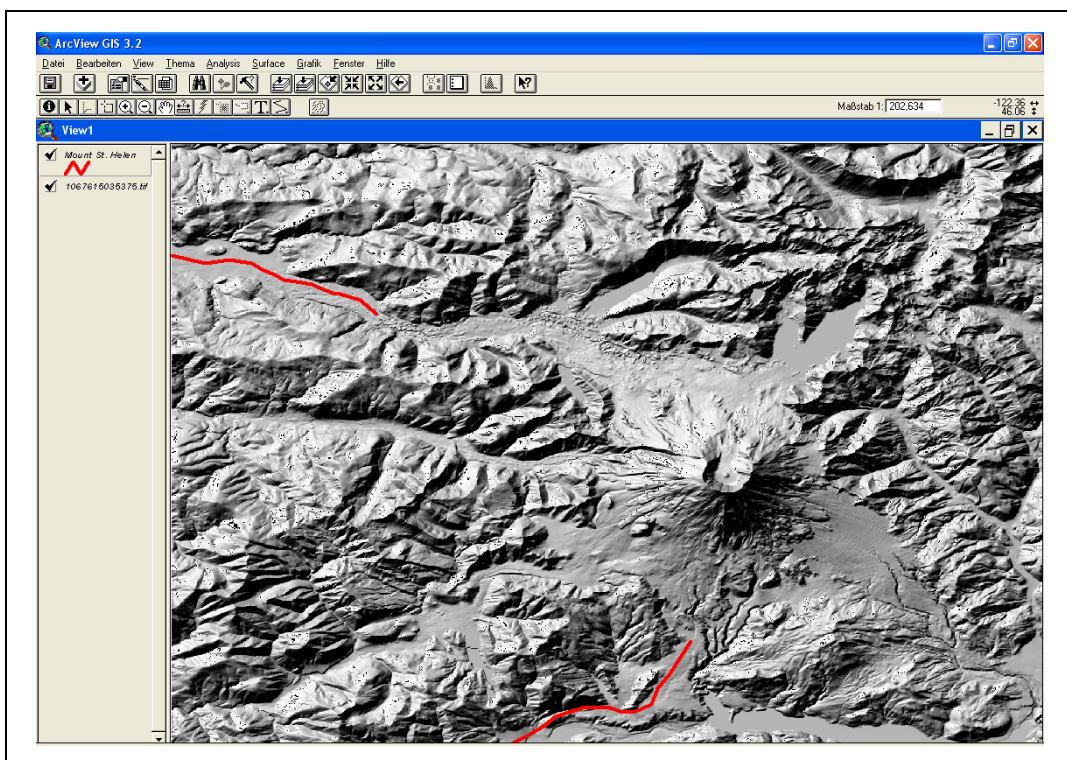 ArcView GIS 3.2
Datei Bearbeiten View Thema Analysis Surface Grafik Fenster Hilfe
Maßstab 1: 202,634
-122.36
46.06
View1
Mount St. Helen
1067615035375.tif